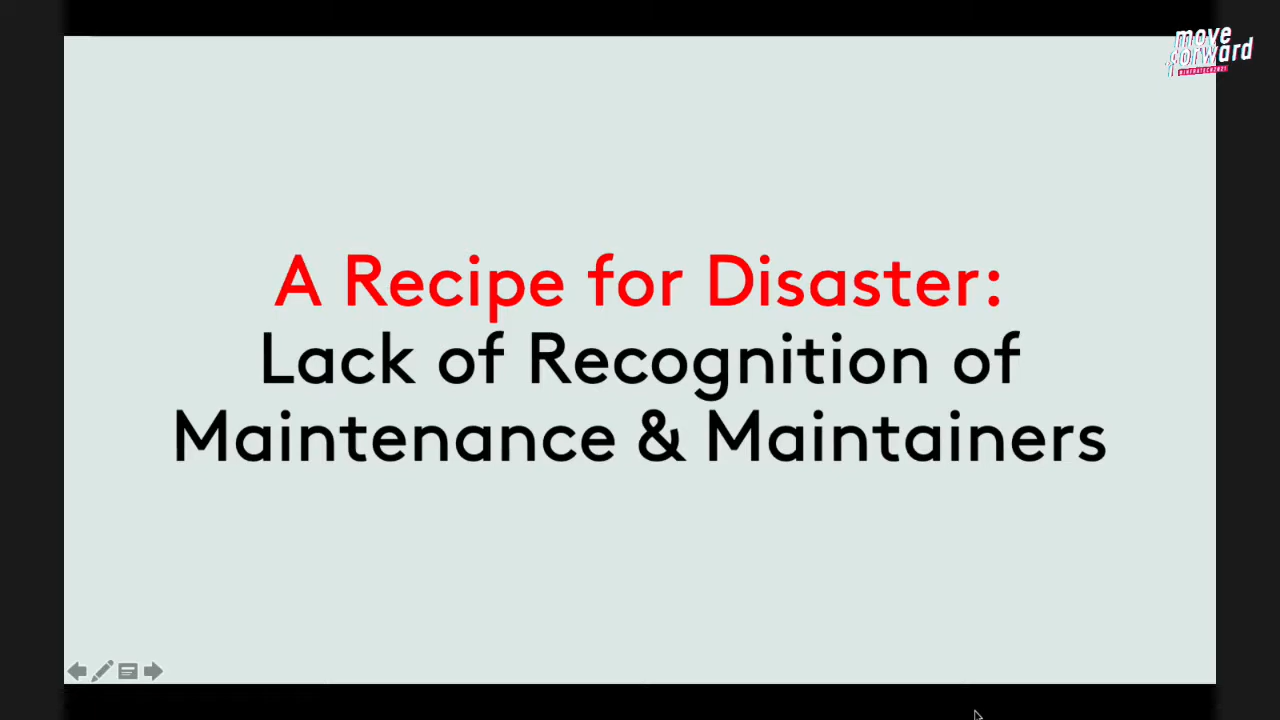 move
forward
A Recipe for Disaster:
Lack of Recognition of
Maintenance & Maintainers